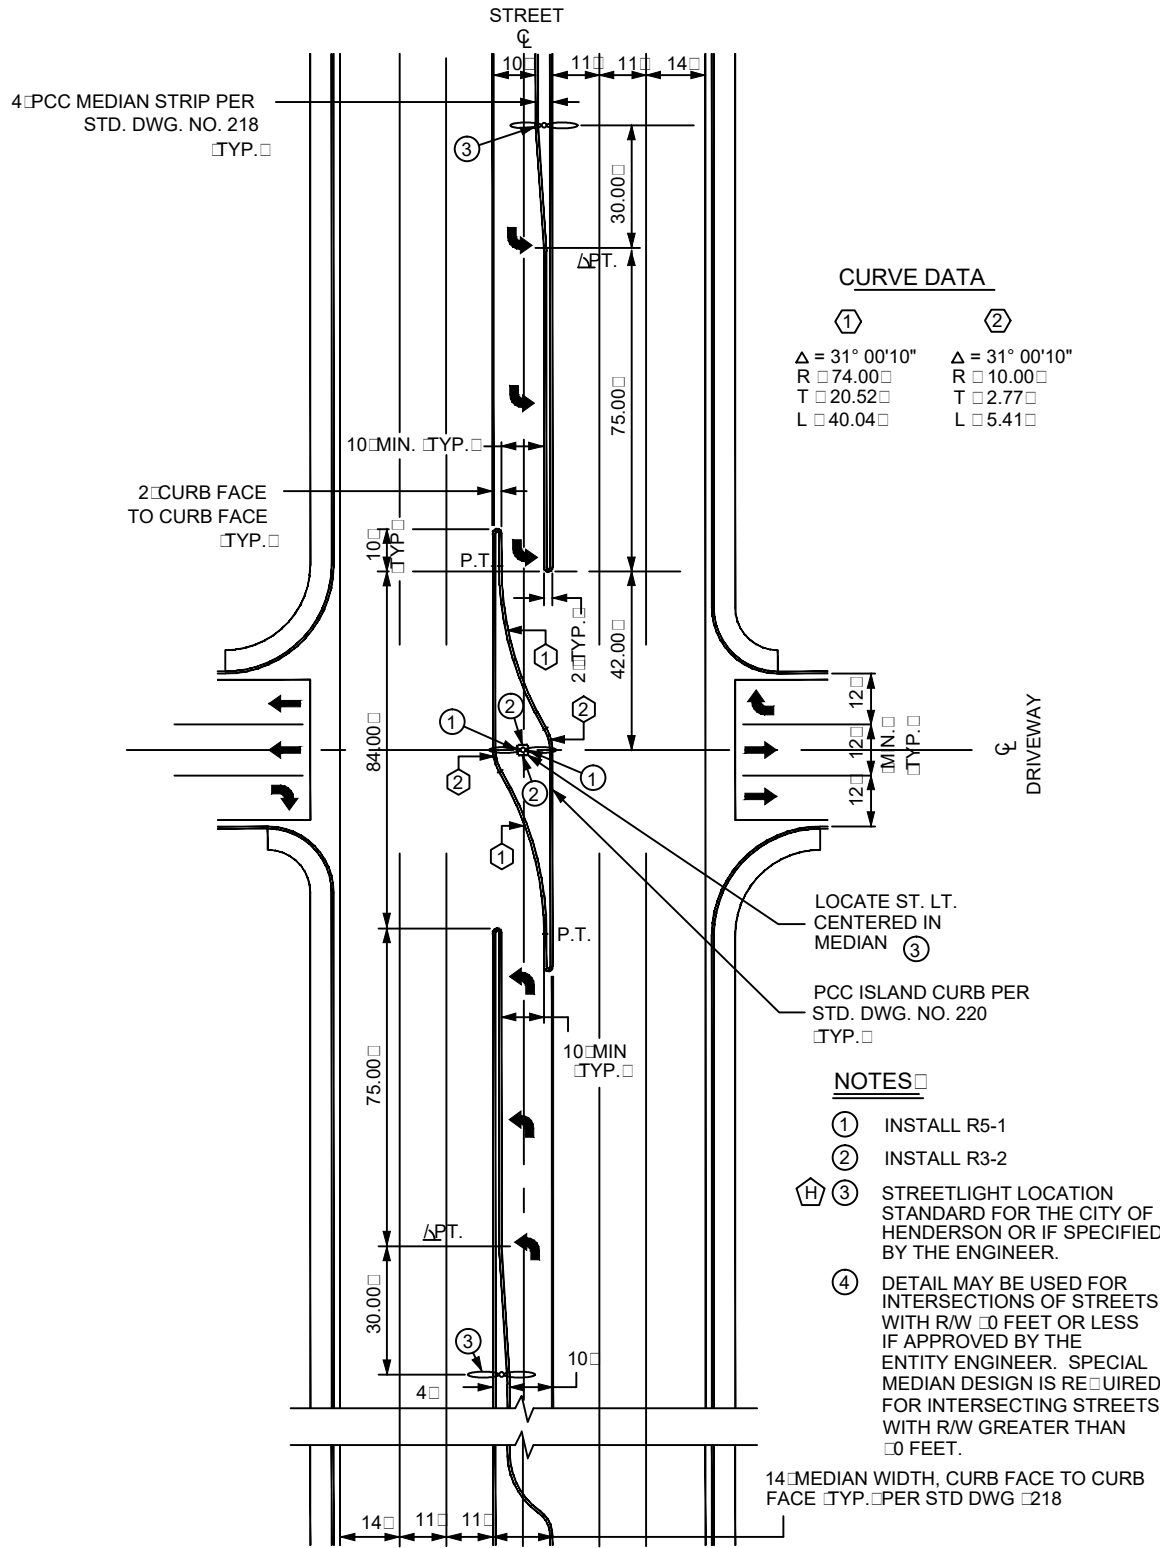 STREET
℄
10□ 11□ 11□ 14□
4□PCC MEDIAN STRIP PER
STD. DWG. NO. 218
□TYP.□
3
30.00□
△PT.
75.00□
CURVE DATA
1
Δ = 31° 00'10"
R □74.00□
T □20.52□
L □40.04□
2
Δ = 31° 00'10"
R □10.00□
T □2.77□
L □5.41□
10□MIN. □TYP.□
2□CURB FACE
TO CURB FACE
□TYP.□
10□
□TYP□
P.T.
2□TYP.□
42.00□
1
2
84.00□
1
2
2
2
1
1
12□
12□
12□
□MIN.□
□TYP.□
℄
DRIVEWAY
P.T.
LOCATE ST. LT.
CENTERED IN
MEDIAN 3
PCC ISLAND CURB PER
STD. DWG. NO. 220
□TYP.□
10□MIN
□TYP.□
75.00□
△PT.
30.00□
3
4□
10□
NOTES□
1 INSTALL R5-1
2 INSTALL R3-2
H 3 STREETLIGHT LOCATION
STANDARD FOR THE CITY OF
HENDERSON OR IF SPECIFIED
BY THE ENGINEER.
4 DETAIL MAY BE USED FOR
INTERSECTIONS OF STREETS
WITH R/W □0 FEET OR LESS
IF APPROVED BY THE
ENTITY ENGINEER. SPECIAL
MEDIAN DESIGN IS RE□UIRED
FOR INTERSECTING STREETS
WITH R/W GREATER THAN
□0 FEET.
14□MEDIAN WIDTH, CURB FACE TO CURB
FACE □TYP.□PER STD DWG □218
14□ 11□ 11□